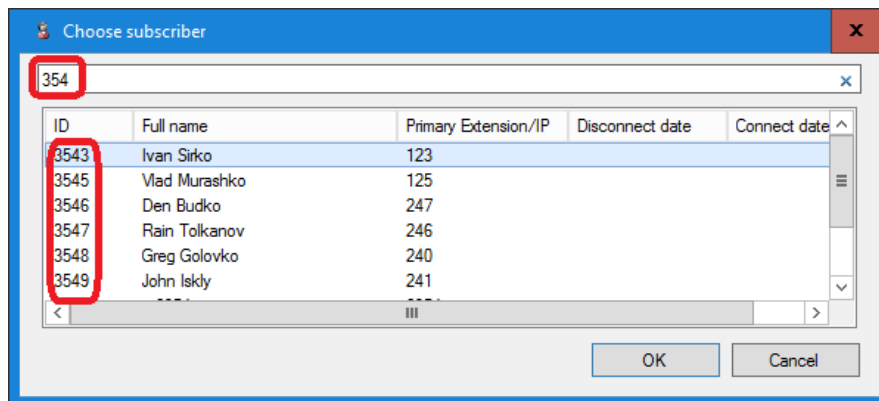 Choose subscriber
354
ID Full name Primary Extension/IP Disconnect date Connect date
3543 Ivan Sirko 123
3545 Vlad Murashko 125
3546 Den Budko 247
3547 Rain Tolkanov 246
3548 Greg Golovko 240
3549 John Iskly 241
OK Cancel